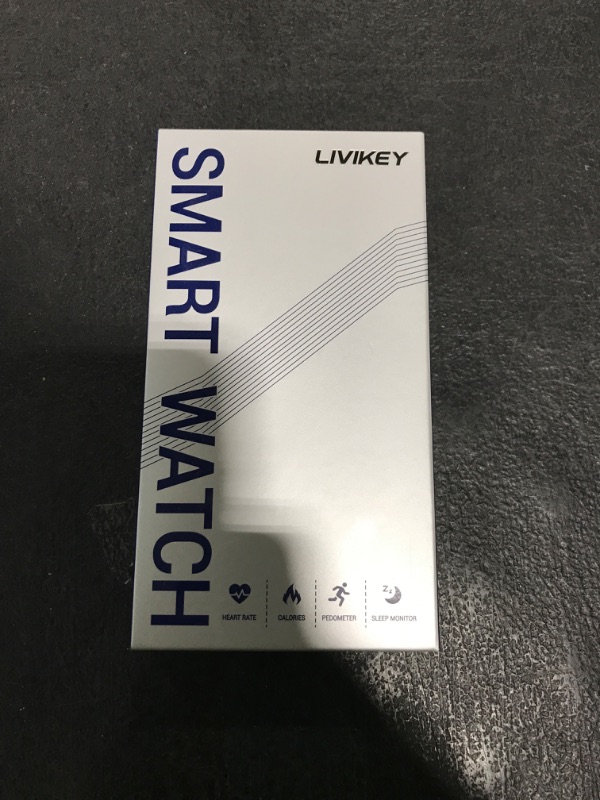 LIVIKEY
SMART WATCH
HEART RATE
CALORIES
PEDOMETER
SLEEP MONITOR